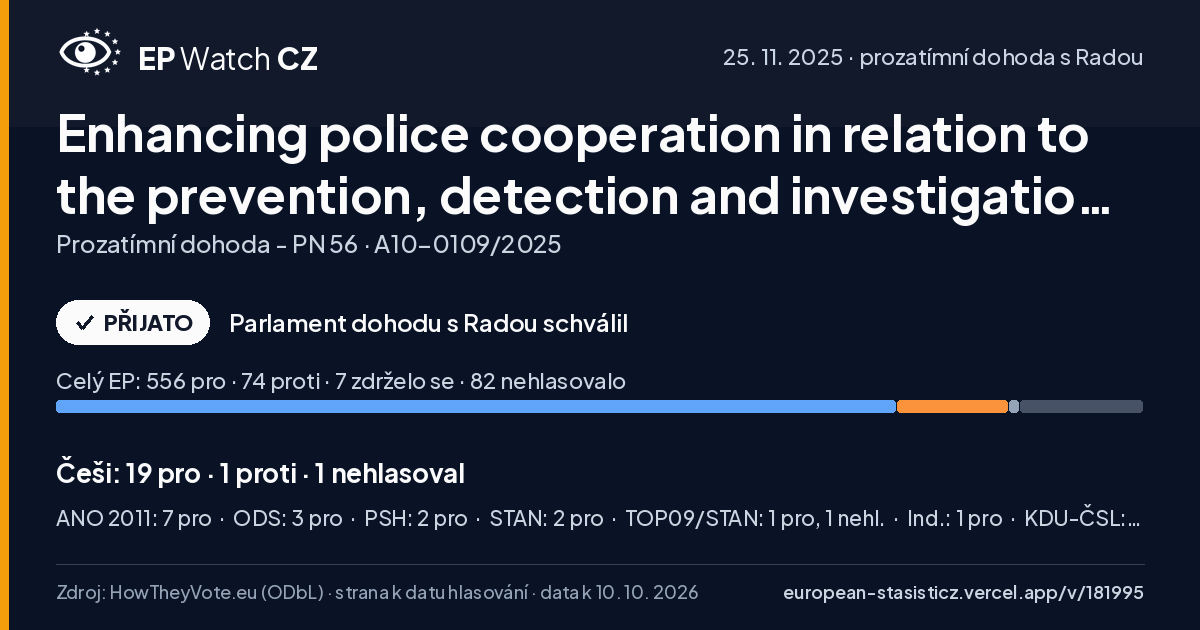 EP Watch CZ
25. 11. 2025 · prozatímní dohoda s Radou
Enhancing police cooperation in relation to
the prevention, detection and investigatio…
Prozatímní dohoda – PN 56 · A10–0109/2025
✓ PŘIJATO
Parlament dohodu s Radou schválil
Celý EP: 556 pro · 74 proti · 7 zdrželo se · 82 nehlasovalo
Češi: 19 pro · 1 proti · 1 nehlasoval
ANO 2011: 7 pro · ODS: 3 pro · PSH: 2 pro · STAN: 2 pro · TOP09/STAN: 1 pro, 1 nehl. · Ind.: 1 pro · KDU-ČSL:…
Zdroj: HowTheyVote.eu (ODbL) · strana k datu hlasování · data k 10. 10. 2026
european-stasisticz.vercel.app/v/181995